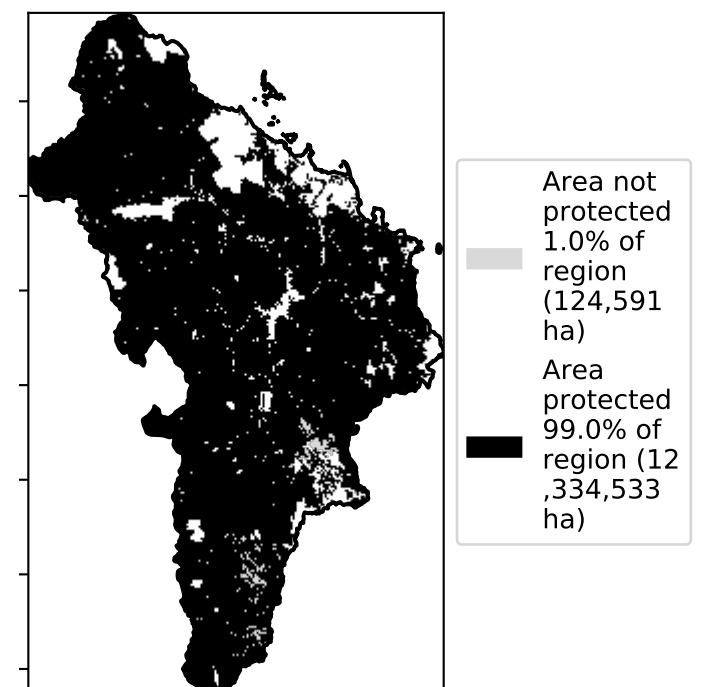 Area not
protected
1.0% of
region
(124,591
ha)
Area
protected
99.0% of
region (12
,334,533
ha)